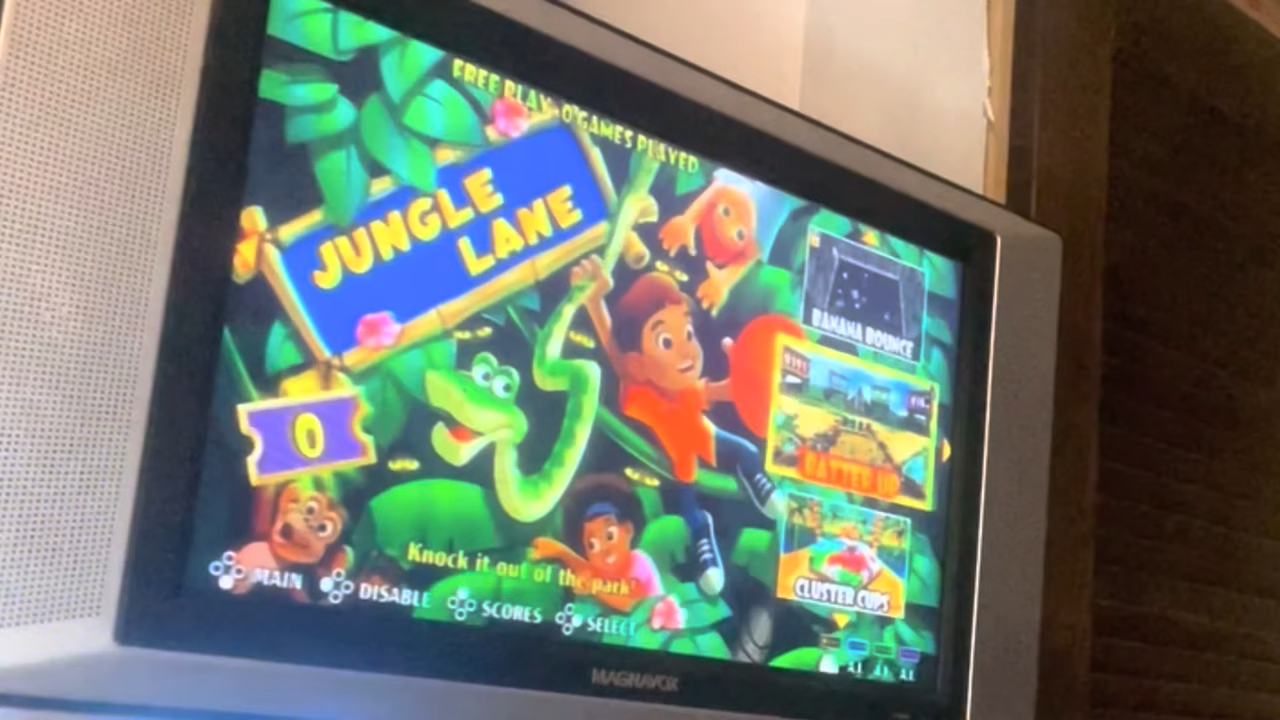 FREE PLAY - 0 GAMES PLAYED
JUNGLE
LANE
BANANA BOUNCE
0
BATTER UP
Knock it out of the park!
CLUSTER CUPS
MAIN
DISABLE
SCORES
SELECT
A.I.
A.I.
A.I.
MAGNAVOX